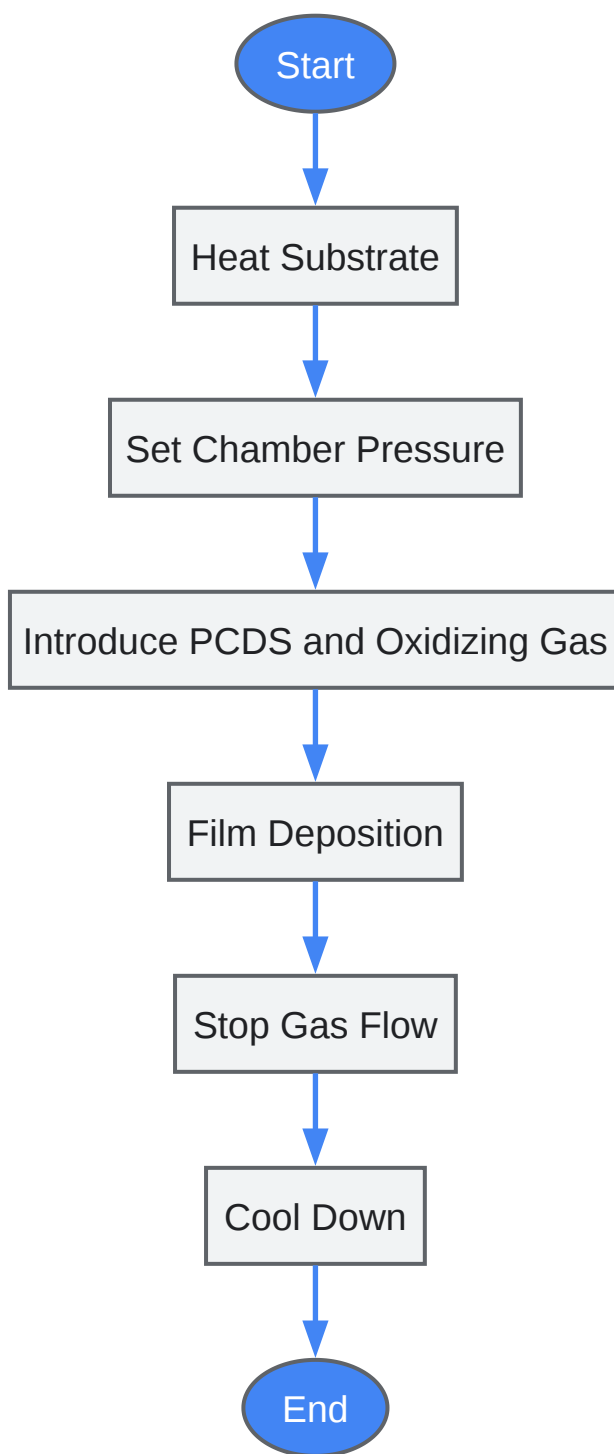 Start
Heat Substrate
Set Chamber Pressure
Introduce PCDS and Oxidizing Gas
Film Deposition
Stop Gas Flow
Cool Down
End